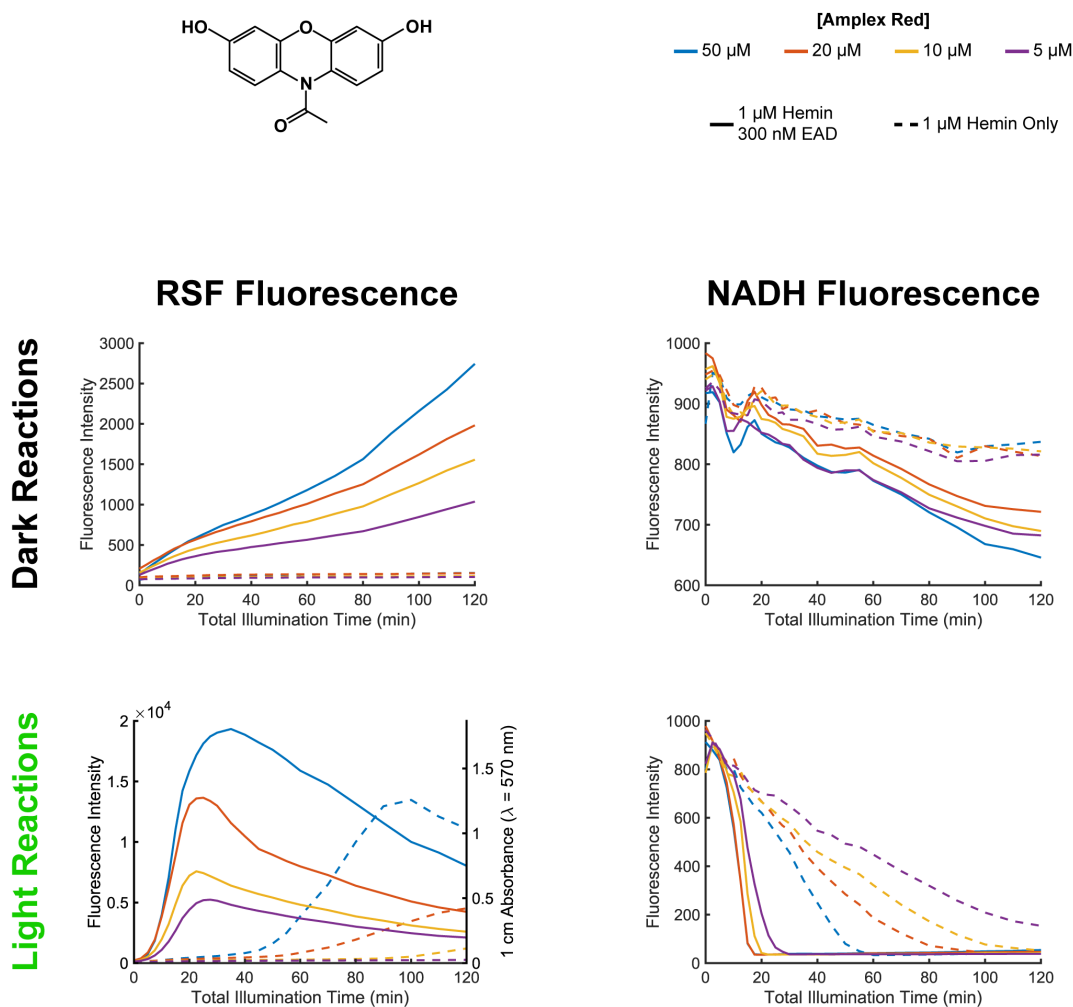 HO
O
OH
N
O
[Amplex Red]
50 µM
20 µM
10 µM
5 µM
1 µM Hemin
300 nM EAD
1 µM Hemin Only
RSF Fluorescence
NADH Fluorescence
Dark Reactions
Fluorescence Intensity
3000
2500
2000
1500
1000
500
0
0 20 40 60 80 100 120
Total Illumination Time (min)
Fluorescence Intensity
1000
900
800
700
600
0 20 40 60 80 100 120
Total Illumination Time (min)
Light Reactions
Fluorescence Intensity
×10⁴
2
1.5
1
0.5
0
0 20 40 60 80 100 120
Total Illumination Time (min)
1.5
1
0.5
0
1 cm Absorbance (λ = 570 nm)
Fluorescence Intensity
1000
800
600
400
200
0
0 20 40 60 80 100 120
Total Illumination Time (min)